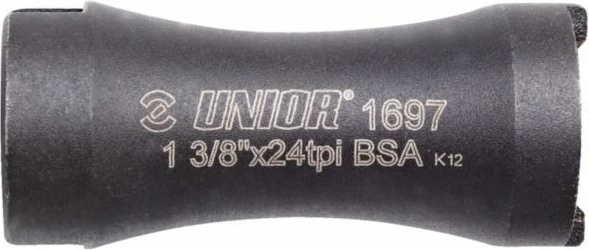 UNIOR® 1697
1 3/8"x24tpi BSA K12